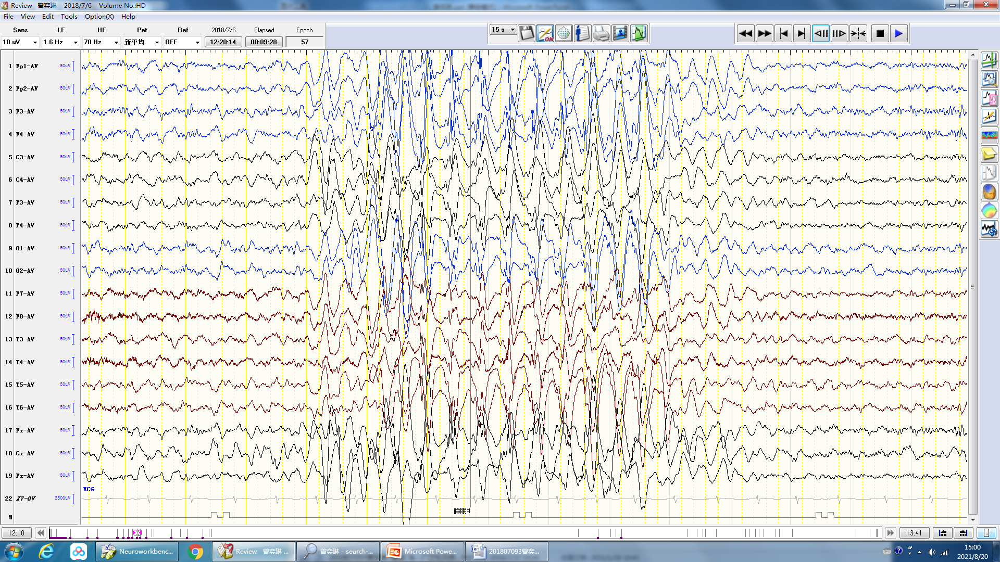 Review 曾奕琳 2018/7/6 Volume No.:HD
File View Edit Tools Option(X) Help
Sens LF HF Pat Ref 2018/7/6 Elapsed Epoch
10 uV 1.6 Hz 70 Hz 新平均 OFF 12:20:14 00:09:28 57
15 s
ON
1 Fp1-AV 50uV
2 Fp2-AV 50uV
3 F3-AV 50uV
4 F4-AV 50uV
5 C3-AV 50uV
6 C4-AV 50uV
7 P3-AV 50uV
8 P4-AV 50uV
9 O1-AV 50uV
10 O2-AV 50uV
11 F7-AV 50uV
12 F8-AV 50uV
13 T3-AV 50uV
14 T4-AV 50uV
15 T5-AV 50uV
16 T6-AV 50uV
17 Fz-AV 50uV
18 Cz-AV 50uV
19 Pz-AV 50uV
ECG
22 X7-0V 3500uV
睡眠#
M
12:10 13:41
Neuroworkbenc... Review 曾奕琳 ... 曾奕琳 - search-... Microsoft Powe... 201807093曾奕... 15:00
2021/8/20